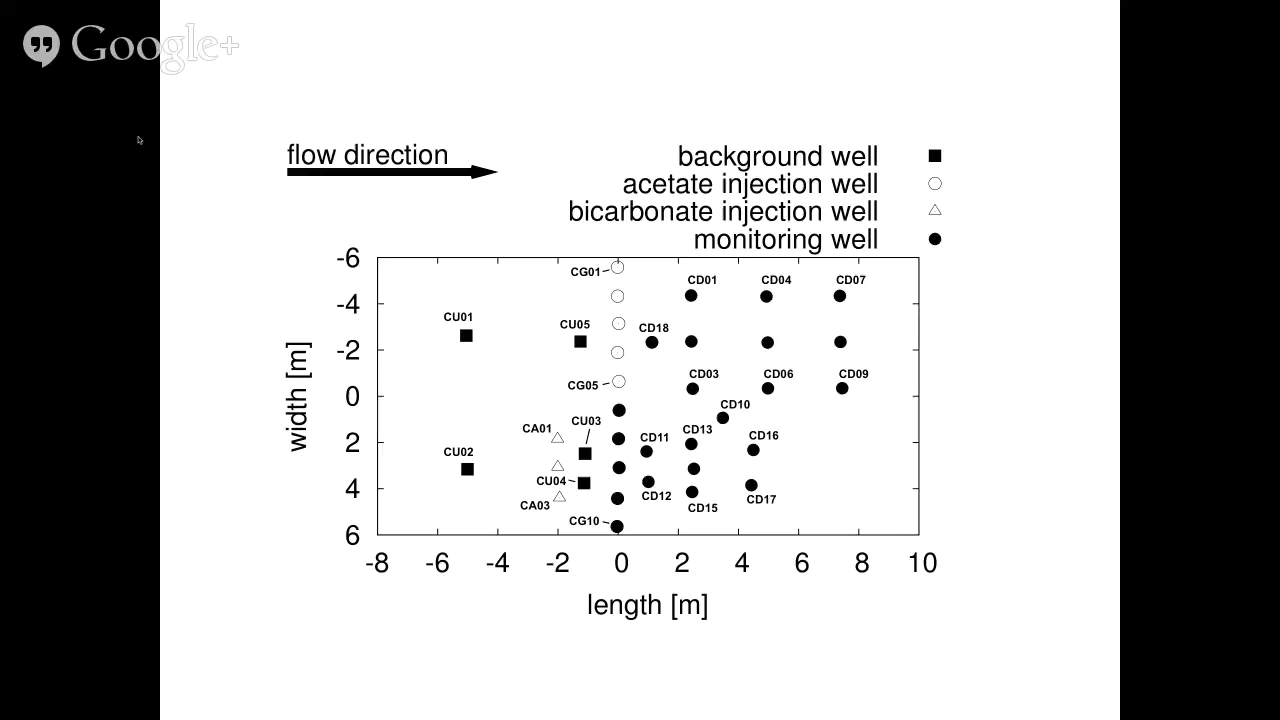 Google+
flow direction
background well
acetate injection well
bicarbonate injection well
monitoring well
-6
-4
-2
0
2
4
6
width [m]
CG01
CD01
CD04
CD07
CU01
CU05
CD18
CG05
CD03
CD06
CD09
CD10
CA01
CU03
CD11
CD13
CD16
CU02
CU04
CA03
CD12
CD15
CD17
CG10
-8
-6
-4
-2
0
2
4
6
8
10
length [m]